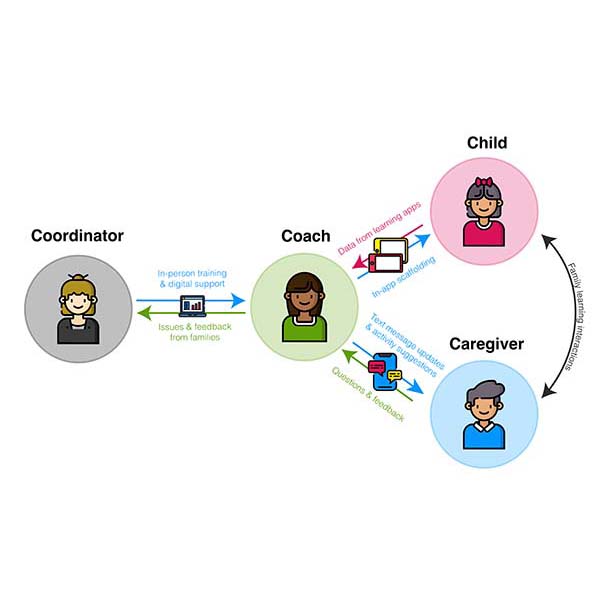 Child
Coordinator
Coach
Data from learning apps
In-app scaffolding
In-person training
& digital support
Issues & feedback
from families
Family learning interactions
Text message updates
& activity suggestions
Questions & feedback
Caregiver